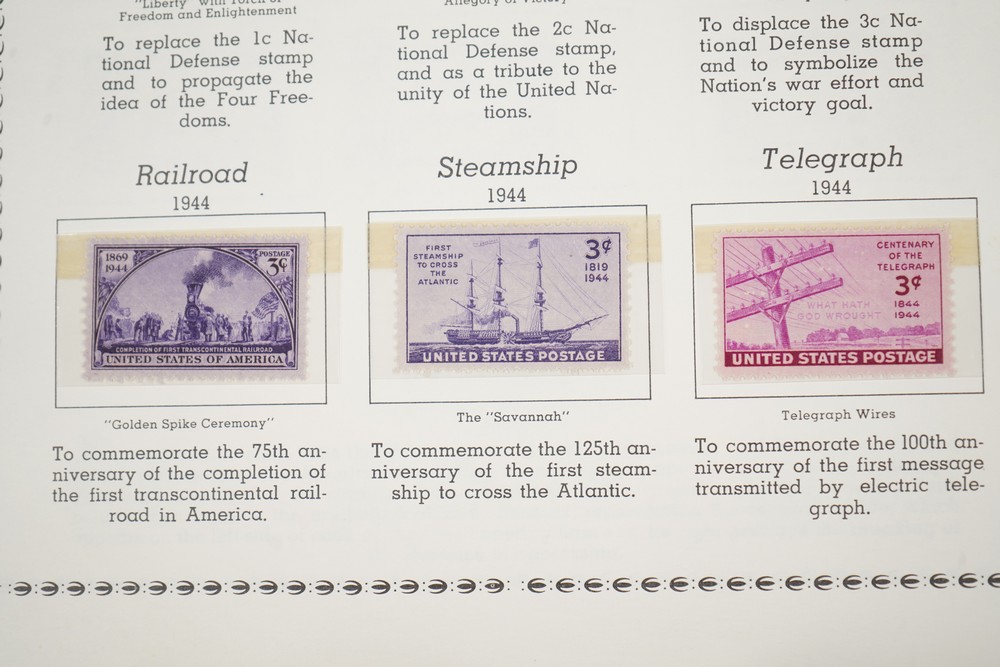 "Liberty" with Torch of
Freedom and Enlightenment
To replace the 1c Na-
tional Defense stamp
and to propagate the
idea of the Four Free-
doms.
Allegory of Victory
To replace the 2c Na-
tional Defense stamp,
and as a tribute to the
unity of the United Na-
tions.
To displace the 3c Na-
tional Defense stamp
and to symbolize the
Nation's war effort and
victory goal.
Railroad
1944
1869
1944
POSTAGE
3¢
COMPLETION OF FIRST TRANSCONTINENTAL RAILROAD
UNITED STATES OF AMERICA
"Golden Spike Ceremony"
To commemorate the 75th an-
niversary of the completion of
the first transcontinental rail-
road in America.
Steamship
1944
FIRST
STEAMSHIP
TO CROSS
THE
ATLANTIC
3¢
1819
1944
UNITED STATES POSTAGE
The "Savannah"
To commemorate the 125th an-
niversary of the first steam-
ship to cross the Atlantic.
Telegraph
1944
CENTENARY
OF THE
TELEGRAPH
3¢
1844
1944
WHAT HATH
GOD WROUGHT
UNITED STATES POSTAGE
Telegraph Wires
To commemorate the 100th an-
niversary of the first message
transmitted by electric tele-
graph.